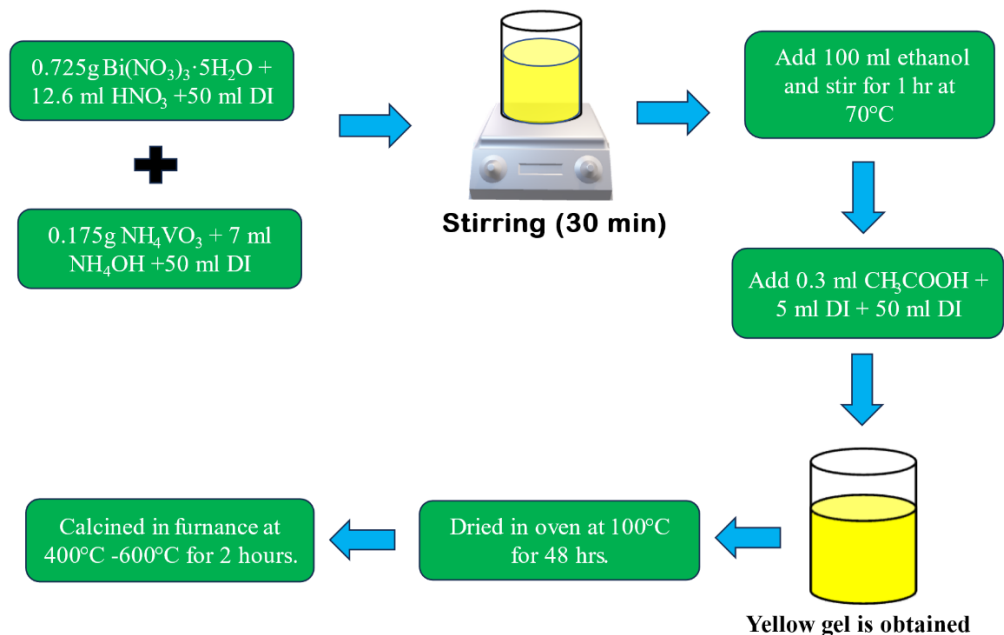 0.725g Bi(NO₃)₃·5H₂O +
12.6 ml HNO₃ +50 ml DI
0.175g NH₄VO₃ + 7 ml
NH₄OH +50 ml DI
Stirring (30 min)
Add 100 ml ethanol
and stir for 1 hr at
70°C
Add 0.3 ml CH₃COOH +
5 ml DI + 50 ml DI
Yellow gel is obtained
Dried in oven at 100°C
for 48 hrs.
Calcined in furnance at
400°C -600°C for 2 hours.